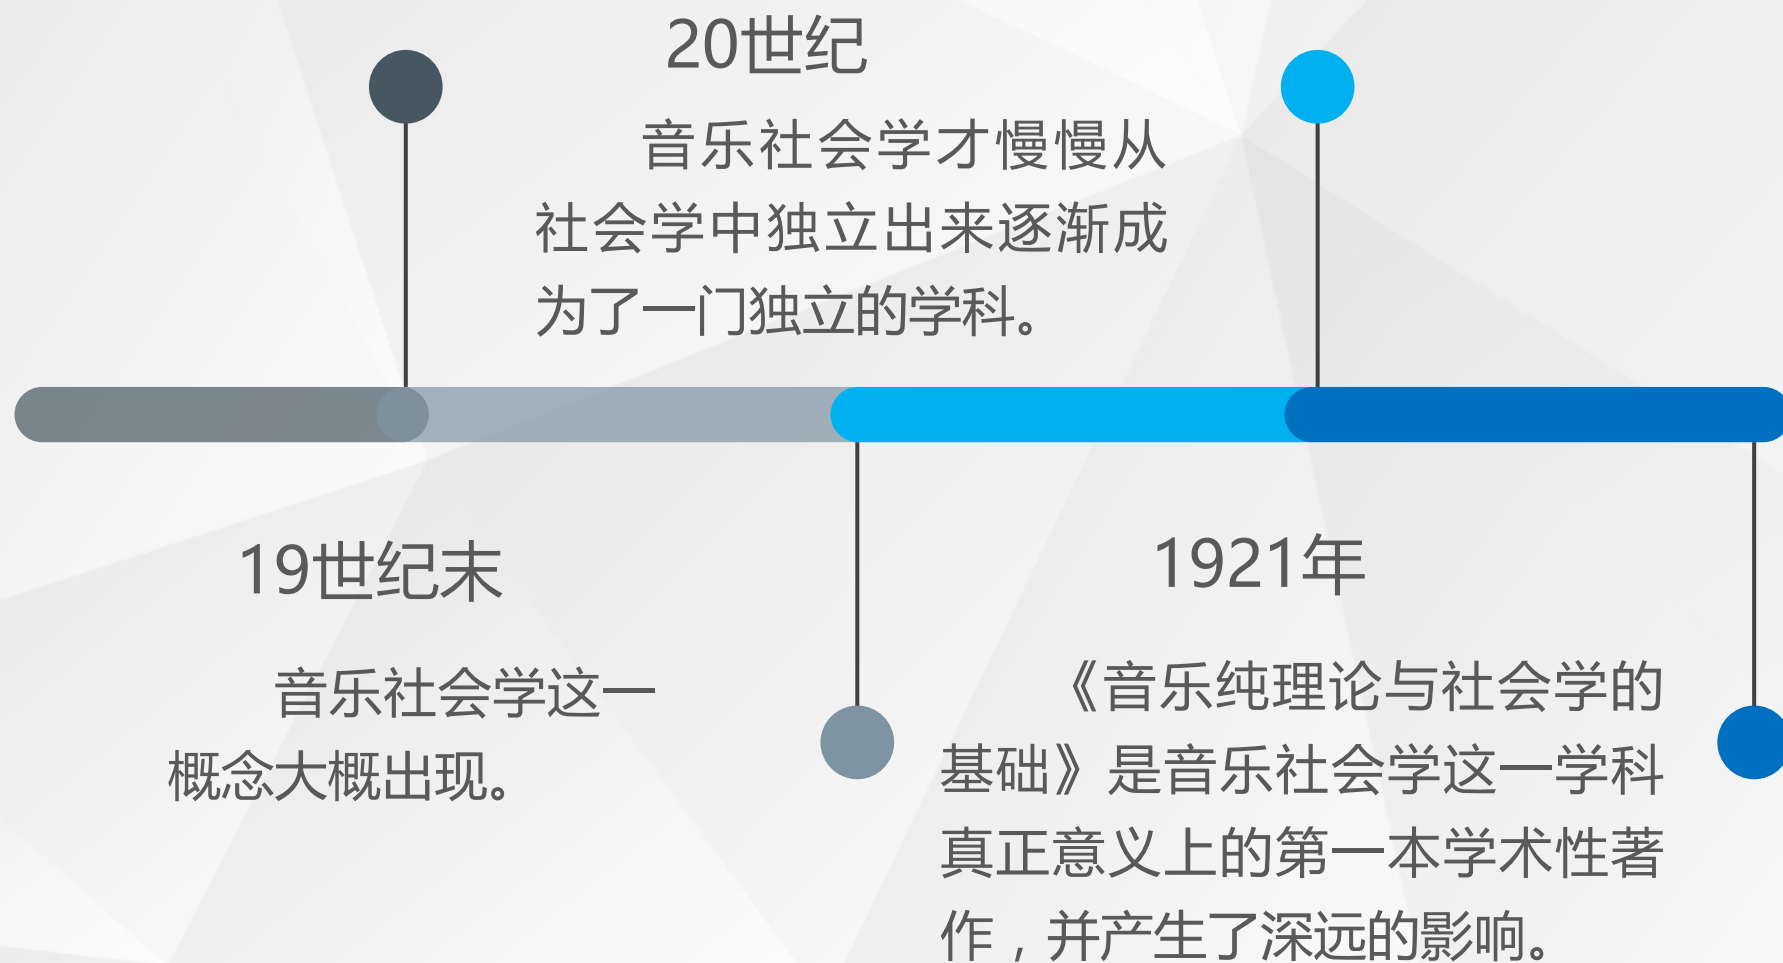 20世纪
音乐社会学才慢慢从
社会学中独立出来逐渐成
为了一门独立的学科。
19世纪末
音乐社会学这一
概念大概出现。
1921年
《音乐纯理论与社会学的
基础》是音乐社会学这一学科
真正意义上的第一本学术性著
作，并产生了深远的影响。